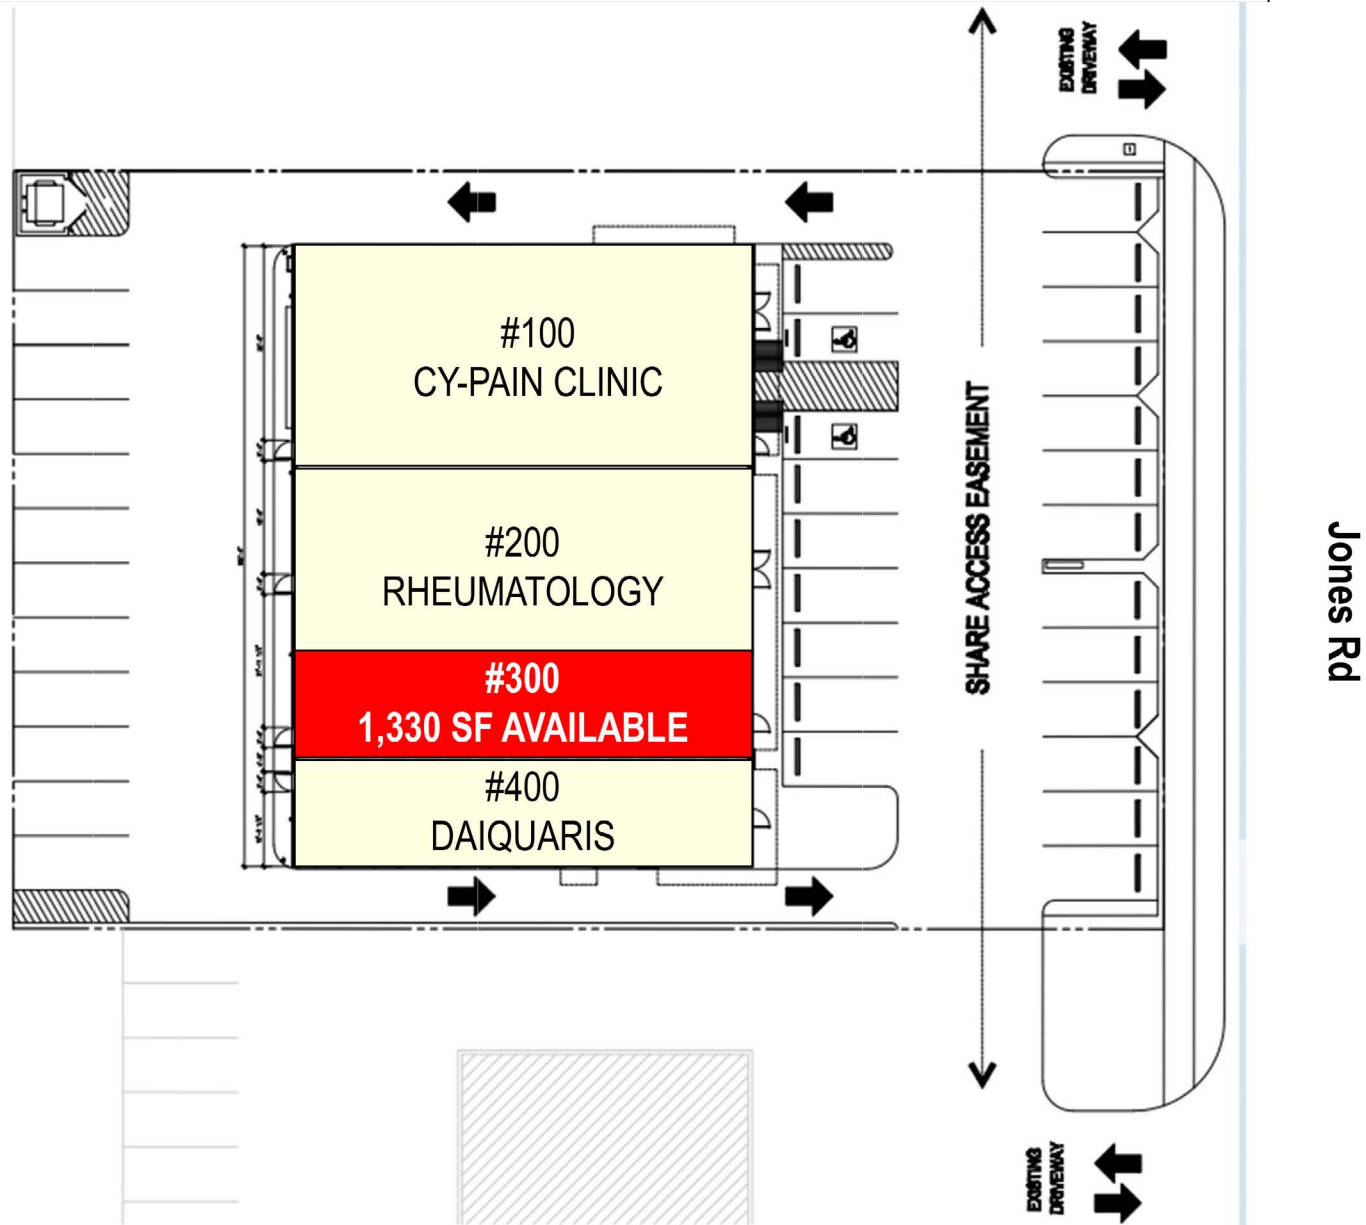 EXISTING
DRIVEWAY
#100
CY-PAIN CLINIC
SHARE ACCESS EASEMENT
#200
RHEUMATOLOGY
Jones Rd
#300
1,330 SF AVAILABLE
#400
DAIQUARIS
EXISTING
DRIVEWAY